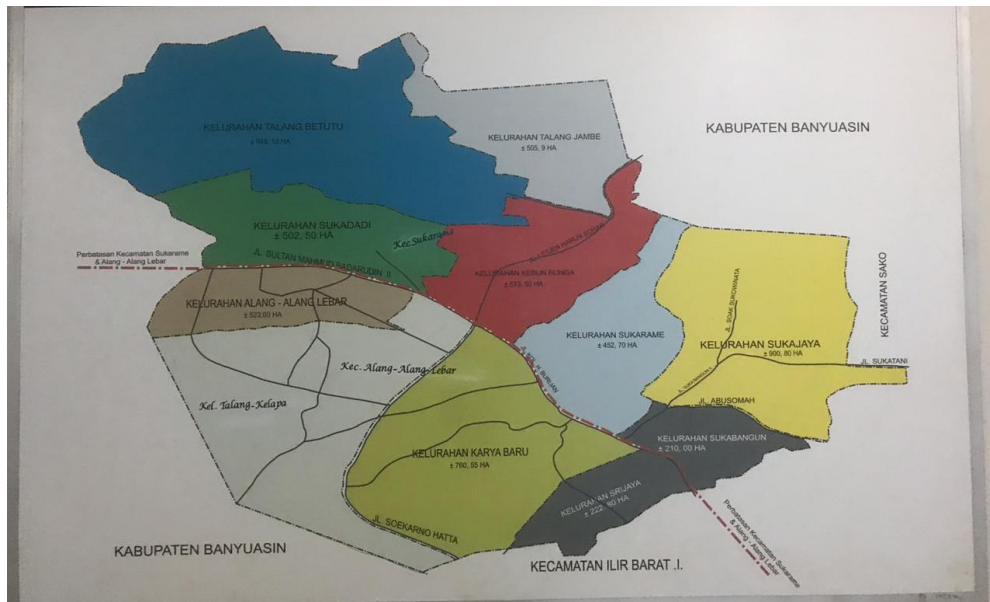 KELURAHAN TALANG BETUTU
KELURAHAN TALANG JAMBE
± 505, 9 HA
KABUPATEN BANYUASIN
KELURAHAN SUKADADI
± 502, 50 HA
Kec.Sukarame
JL. SULTAN MAHMUD BADARUDIN II
Perbatasan Kecamatan Sukarame
& Alang - Alang Lebar
KELURAHAN KEBUN BUNGA
KELURAHAN ALANG - ALANG LEBAR
± 523,60 HA
KELURAHAN SUKARAME
± 452, 70 HA
KECAMATAN SAKO
KELURAHAN SUKAJAYA
± 900, 80 HA
JL. SUKATANI
Kec. Alang-Alang-Lebar
Kel. Talang-Kelapa
JL. ABUSOMAH
KELURAHAN SUKABANGUN
± 210, 00 HA
KELURAHAN KARYA BARU
± 760, 55 HA
KELURAHAN SRIJAYA
± 222, 60 HA
JL. SOEKARNO HATTA
Perbatasan Kecamatan Sukarame
& Alang - Alang Lebar
KABUPATEN BANYUASIN
KECAMATAN ILIR BARAT .I.